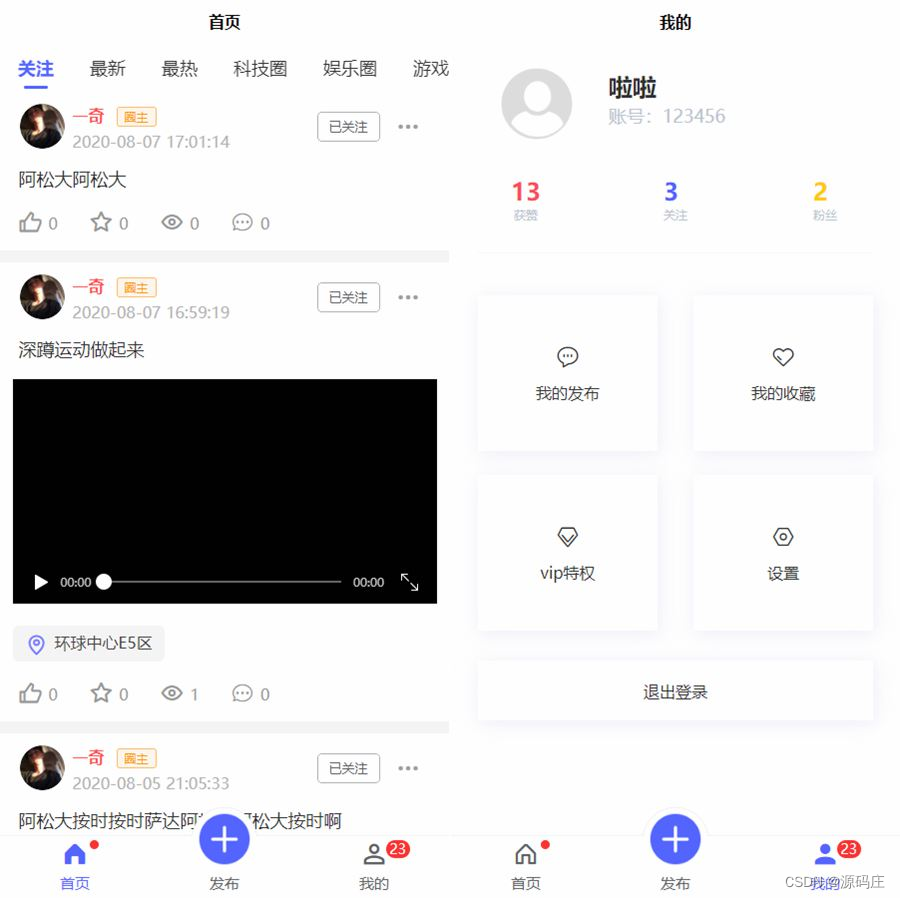 首页
关注 最新 最热 科技圈 娱乐圈 游戏
一奇 圈主
已关注
2020-08-07 17:01:14
阿松大阿松大
0 0 0 0
一奇 圈主
已关注
2020-08-07 16:59:19
深蹲运动做起来
00:00 00:00
环球中心E5区
0 0 1 0
一奇 圈主
已关注
2020-08-05 21:05:33
阿松大按时按时萨达阿松大按时啊
首页 发布 23 我的
我的
啦啦
账号：123456
13 3 2
获赞 关注 粉丝
我的发布 我的收藏
vip特权 设置
退出登录
23
首页 发布 我的
CSDN @源码庄